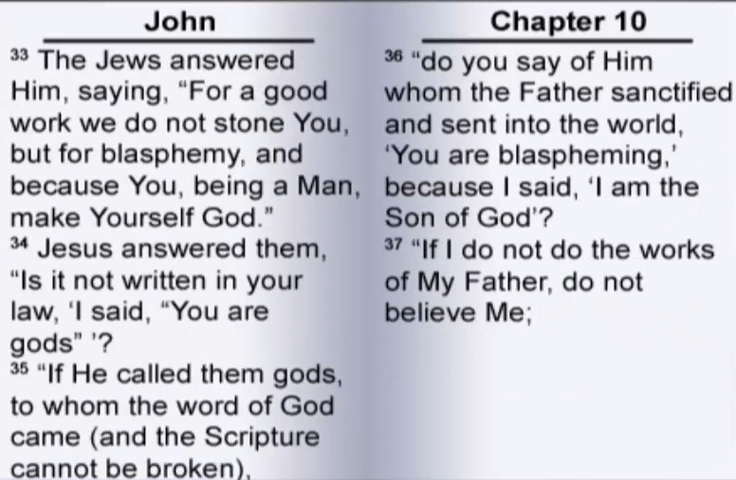 John
³³ The Jews answered
Him, saying, “For a good
work we do not stone You,
but for blasphemy, and
because You, being a Man,
make Yourself God.”
³⁴ Jesus answered them,
“Is it not written in your
law, ‘I said, “You are
gods” ’?
³⁵ “If He called them gods,
to whom the word of God
came (and the Scripture
cannot be broken),
Chapter 10
³⁶ “do you say of Him
whom the Father sanctified
and sent into the world,
‘You are blaspheming,’
because I said, ‘I am the
Son of God’?
³⁷ “If I do not do the works
of My Father, do not
believe Me;